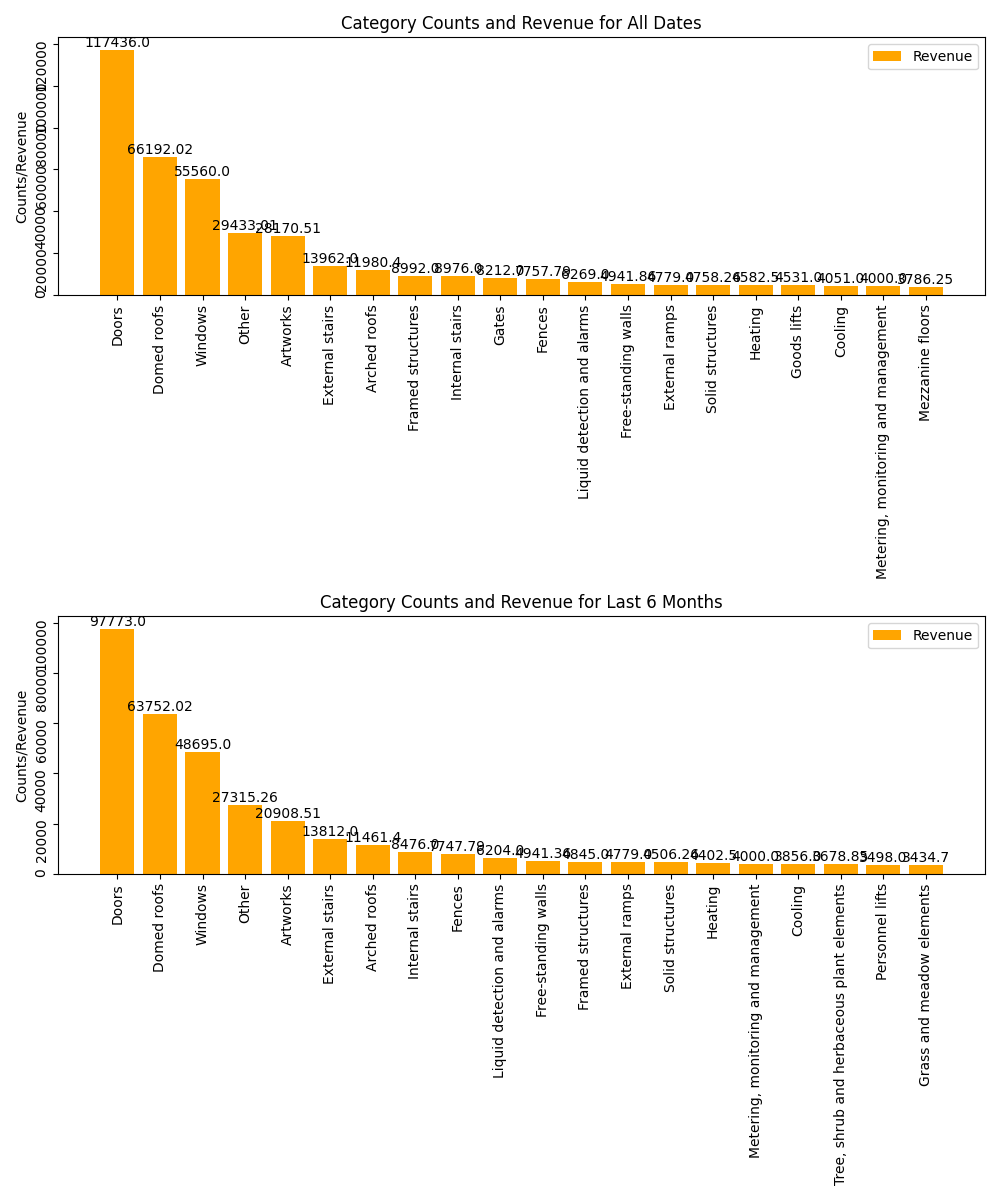 Category Counts and Revenue for All Dates
Revenue
Counts/Revenue
120000
100000
80000
60000
40000
20000
0
117436.0
66192.02
55560.0
29433.01
28170.51
13962.0
11980.4
8992.0
8976.0
8212.0
7757.79
6269.0
4779.0
4758.26
4582.5
4531.0
4051.0
4000.0
3786.25
Doors
Domed roofs
Windows
Other
Artworks
External stairs
Arched roofs
Framed structures
Internal stairs
Gates
Fences
Liquid detection and alarms
Free-standing walls
External ramps
Solid structures
Heating
Goods lifts
Cooling
Metering, monitoring and management
Mezzanine floors
Category Counts and Revenue for Last 6 Months
Revenue
Counts/Revenue
100000
80000
60000
40000
20000
0
97773.0
63752.02
48695.0
27315.26
20908.51
13812.0
11461.4
8476.0
7747.79
6204.0
4845.0
4779.0
4506.26
4402.5
4000.0
3678.85
3498.0
3434.7
Doors
Domed roofs
Windows
Other
Artworks
External stairs
Arched roofs
Internal stairs
Fences
Liquid detection and alarms
Free-standing walls
Framed structures
External ramps
Solid structures
Heating
Metering, monitoring and management
Cooling
Tree, shrub and herbaceous plant elements
Personnel lifts
Grass and meadow elements